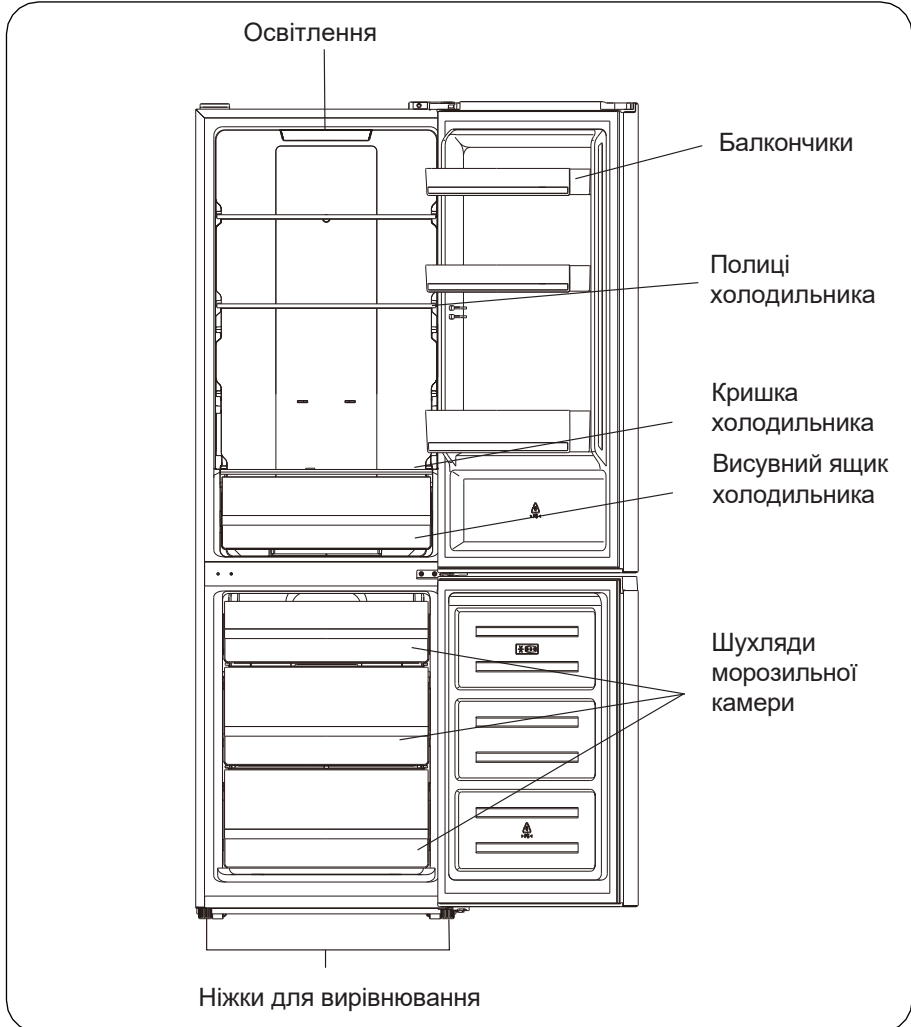 Освітлення
Балкончики
Полиці
холодильника
Кришка
холодильника
Висувний ящик
холодильника
Шухляди
морозильної
камери
Ніжки для вирівнювання